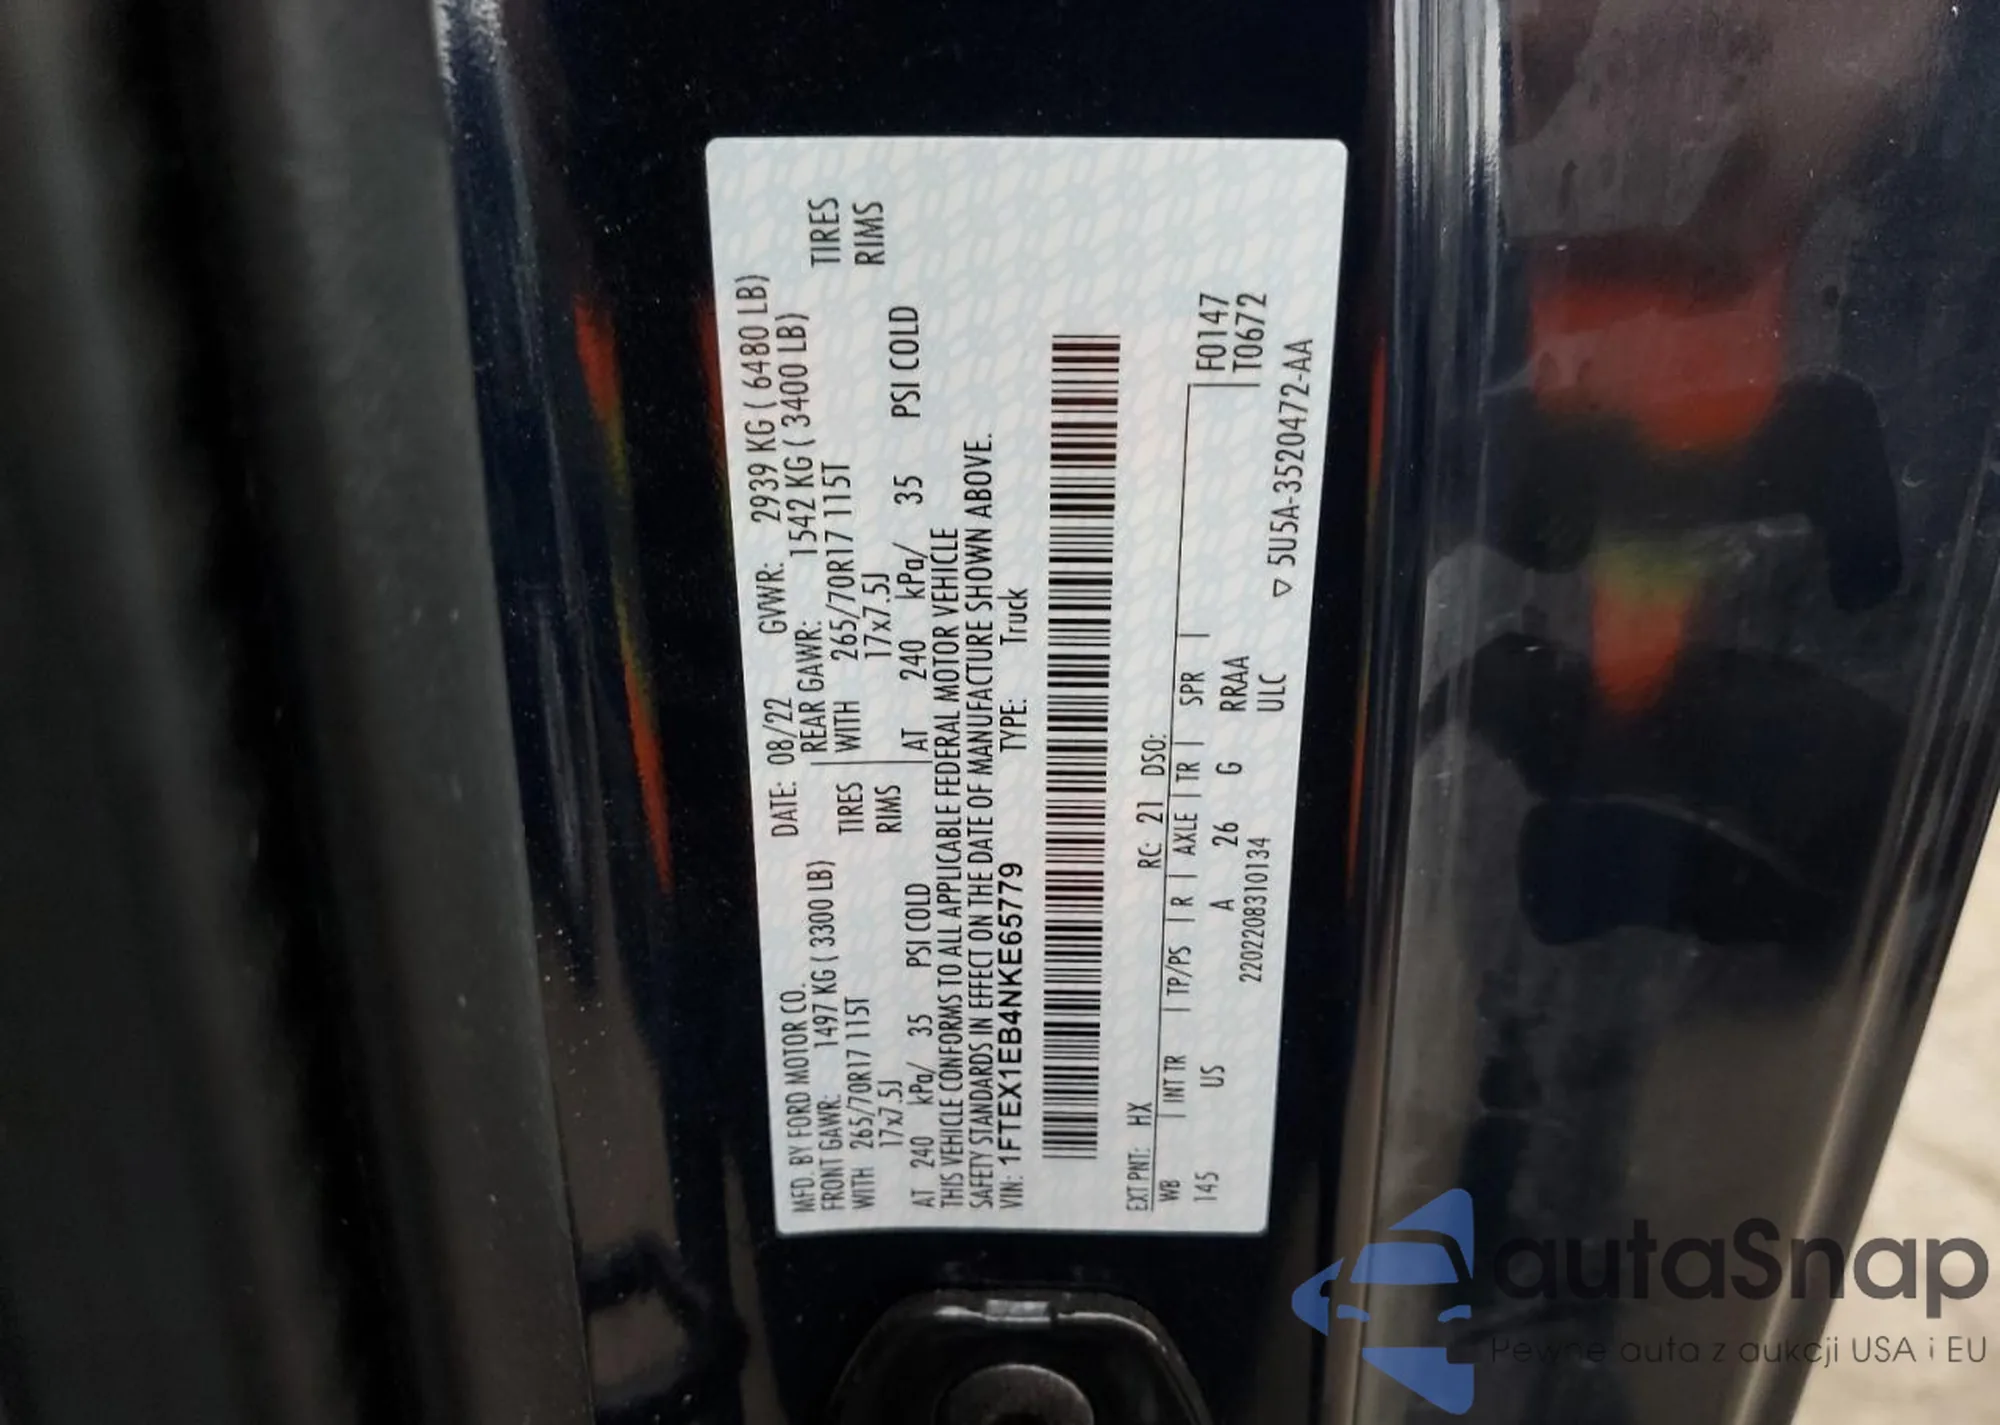 MFD. BY FORD MOTOR CO. DATE: 08/22 GVWR: 2939 KG ( 6480 LB)
FRONT GAWR: 1497 KG ( 3300 LB) REAR GAWR: 1542 KG ( 3400 LB)
WITH 265/70R17 115T TIRES WITH 265/70R17 115T TIRES
17x7.5J RIMS 17x7.5J RIMS
AT 240 kPa/ 35 PSI COLD AT 240 kPa/ 35 PSI COLD
THIS VEHICLE CONFORMS TO ALL APPLICABLE FEDERAL MOTOR VEHICLE
SAFETY STANDARDS IN EFFECT ON THE DATE OF MANUFACTURE SHOWN ABOVE.
VIN: 1FTEX1EB4NKE65779 TYPE: Truck
EXT PNT: HX RC: 21 DSO:
WB | INT TR | TP/PS | R | AXLE | TR | SPR | F0147
145 US A 26 G RRAA T0672
2202208310134 ULC
▽ 5U5A-3520472-AA
autaSnap
Pewne auta z aukcji USA i EU